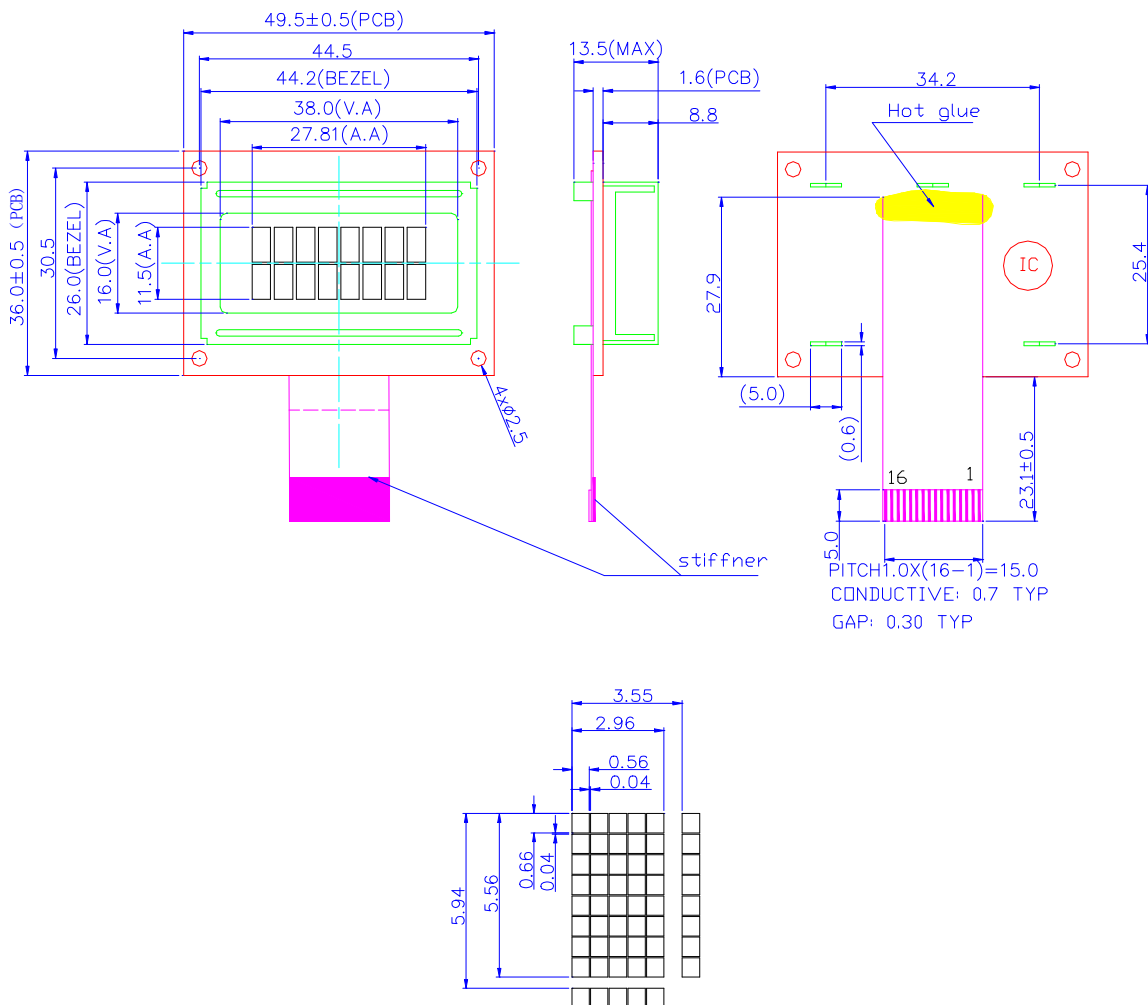 49.5±0.5(PCB)
44.5
44.2(BEZEL)
38.0(V.A)
27.81(A.A)
36.0±0.5 (PCB)
30.5
26.0(BEZEL)
16.0(V.A)
11.5(A.A)
4xø2.5
13.5(MAX)
1.6(PCB)
8.8
stiffner
34.2
Hot glue
IC
25.4
27.9
(5.0)
(0.6)
16 1
23.1±0.5
5.0
PITCH1.0X(16-1)=15.0
CONDUCTIVE: 0.7 TYP
GAP: 0.30 TYP
3.55
2.96
0.56
0.04
0.66
0.04
5.56
5.94